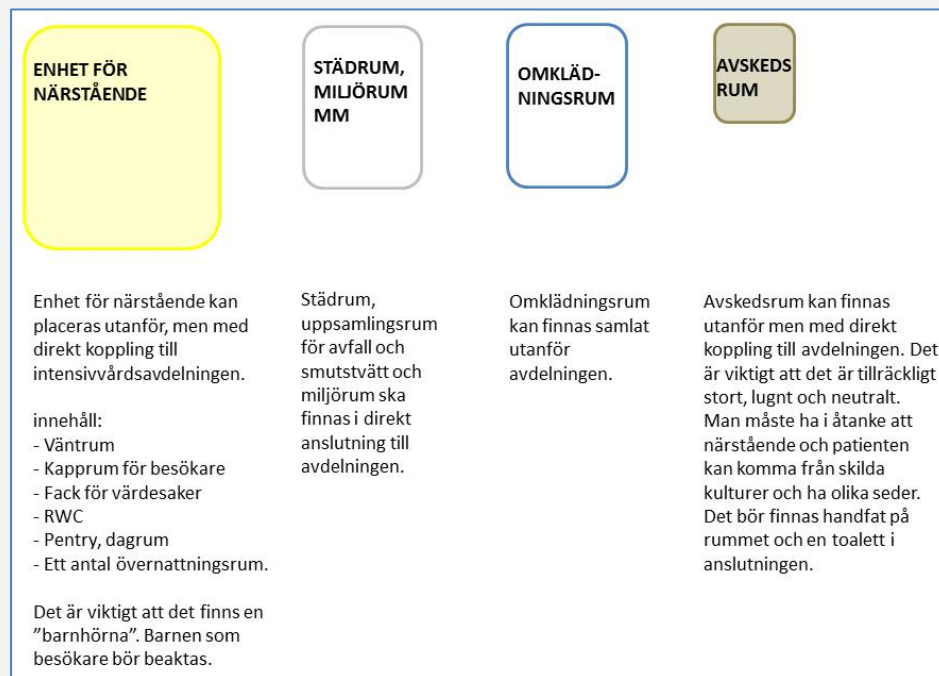 ENHET FÖR
NÄRSTÅENDE
STÄDRUM,
MILJÖRUM
MM
OMKLÄD-
NINGSRUM
AVSKEDS
RUM
Enhet för närstående kan
placeras utanför, men med
direkt koppling till
intensivvårdsavdelningen.
innehåll:
- Väntrum
- Kapprum för besökare
- Fack för värdesaker
- RWC
- Pentry, dagrum
- Ett antal övernattningsrum.
Det är viktigt att det finns en
”barnhörna”. Barnen som
besökare bör beaktas.
Städrum,
uppsamlingsrum
för avfall och
smutstvätt och
miljörum ska
finnas i direkt
anslutning till
avdelningen.
Omklädningsrum
kan finnas samlat
utanför
avdelningen.
Avskedsrum kan finnas
utanför men med direkt
koppling till avdelningen. Det
är viktigt att det är tillräckligt
stort, lugnt och neutralt.
Man måste ha i åtanke att
närstående och patienten
kan komma från skilda
kulturer och ha olika seder.
Det bör finnas handfat på
rummet och en toalett i
anslutningen.